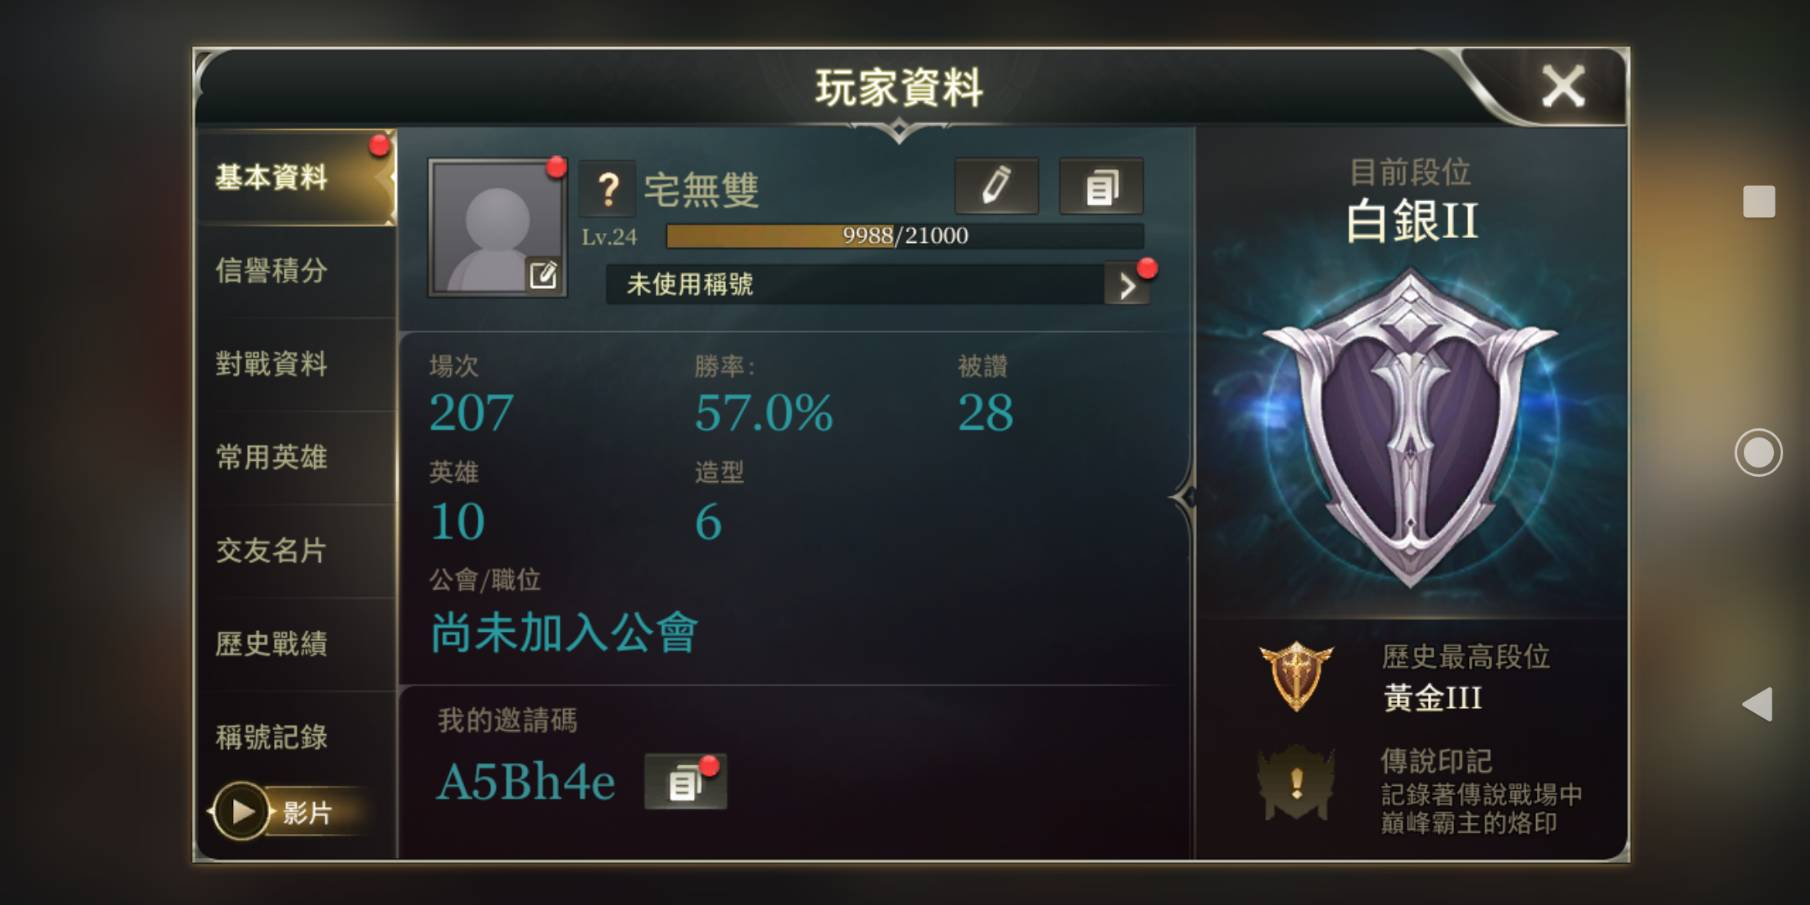 玩家資料
基本資料
信譽積分
對戰資料
常用英雄
交友名片
歷史戰績
稱號記錄
影片
?
宅無雙
Lv.24
9988/21000
未使用稱號
場次
勝率:
被讚
207
57.0%
28
英雄
造型
10
6
公會/職位
尚未加入公會
我的邀請碼
A5Bh4e
目前段位
白銀II
歷史最高段位
黃金III
傳說印記
記錄著傳說戰場中
巔峰霸主的烙印